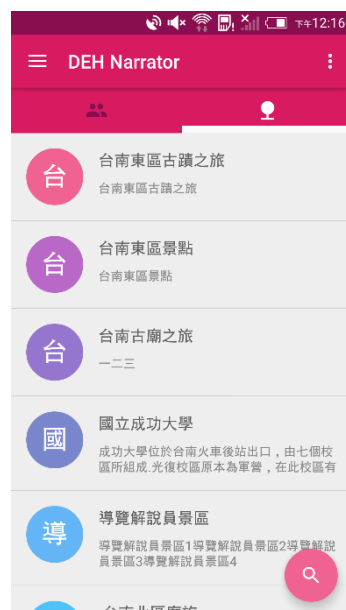 下午12:16
DEH Narrator
台
台南東區古蹟之旅
台南東區古蹟之旅
台
台南東區景點
台南東區景點
台
台南古廟之旅
一二三
國
國立成功大學
成功大學位於台南火車後站出口，由七個校
區所組成.光復校區原本為軍營，在此校區有
導
導覽解說員景區
導覽解說員景區1導覽解說員景區2導覽解說
員景區3導覽解說員景區4